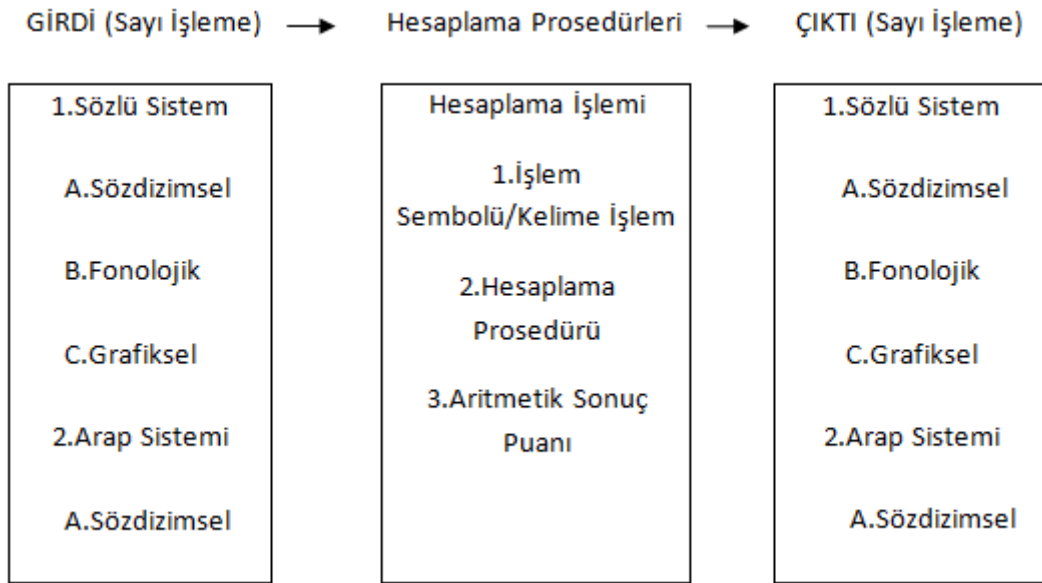 GİRDİ (Sayı İşleme) → Hesaplama Prosedürleri → ÇIKTI (Sayı İşleme)
1.Sözlü Sistem
A.Sözdizimsel
B.Fonolojik
C.Grafiksel
2.Arap Sistemi
A.Sözdizimsel
Hesaplama İşlemi
1.İşlem
Sembolü/Kelime İşlem
2.Hesaplama
Prosedürü
3.Aritmetik Sonuç
Puanı
1.Sözlü Sistem
A.Sözdizimsel
B.Fonolojik
C.Grafiksel
2.Arap Sistemi
A.Sözdizimsel